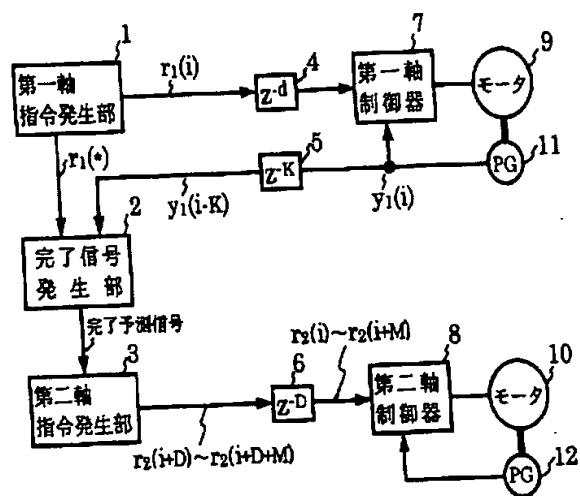 1
7
9
第一軸
指令発生部
r₁(i)
4
z⁻ᵈ
第一軸
制御器
モータ
r₁(*)
5
z⁻ᴷ
11
PG
y₁(i-K)
y₁(i)
2
完了信号
発生部
完了予測信号
3
第二軸
指令発生部
r₂(i)~r₂(i+M)
6
z⁻ᴰ
8
第二軸
制御器
10
モータ
r₂(i+D)~r₂(i+D+M)
12
PG